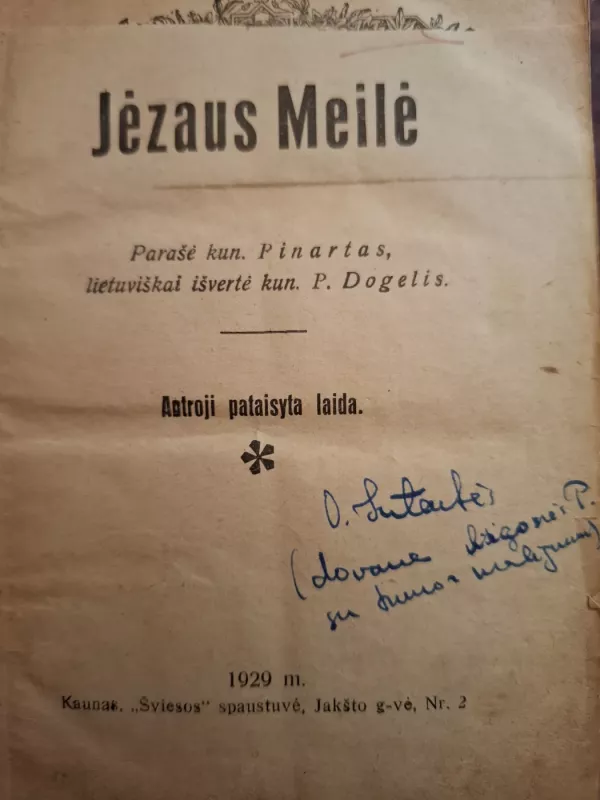 Jėzaus Meilė
Parašė kun. Pinartas,
lietuviškai išvertė kun. P. Dogelis.
Antroji pataisyta laida.
*
O.
(dovana P.
1929 m.
Kaunas, „Šviesos" spaustuvė, Jakšto g-vė, Nr. 2